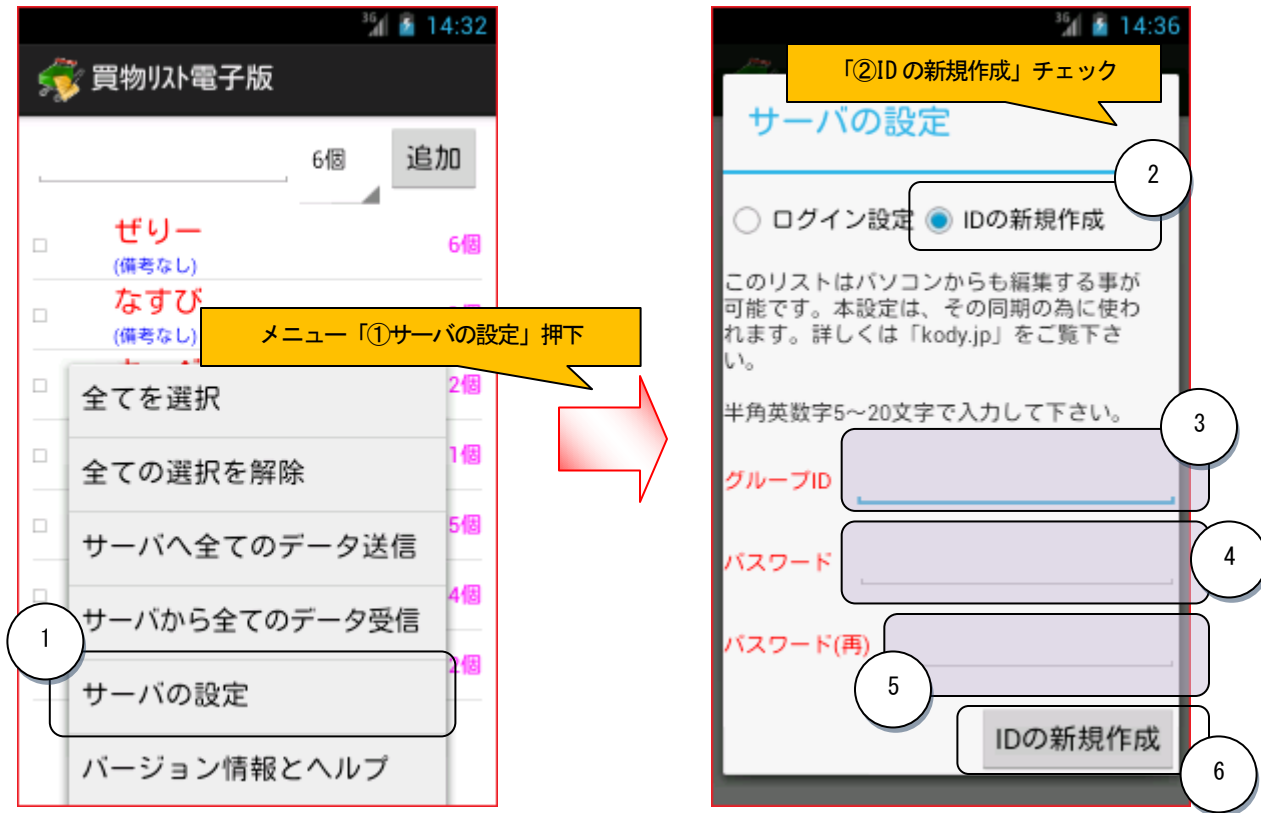 36 14:32
買物リスト電子版
6個 追加
ぜりー 6個
(備考なし)
なすび
(備考なし)
メニュー「①サーバの設定」押下
2個
全てを選択
1個
全ての選択を解除
5個
サーバへ全てのデータ送信
4個
サーバから全てのデータ受信
1
2個
サーバの設定
バージョン情報とヘルプ
36 14:36
「②IDの新規作成」チェック
サーバの設定
2
ログイン設定 IDの新規作成
このリストはパソコンからも編集する事が
可能です。本設定は、その同期の為に使わ
れます。詳しくは「kody.jp」をご覧下さ
い。
半角英数字5～20文字で入力して下さい。
3
グループID
4
パスワード
パスワード(再)
5
IDの新規作成
6